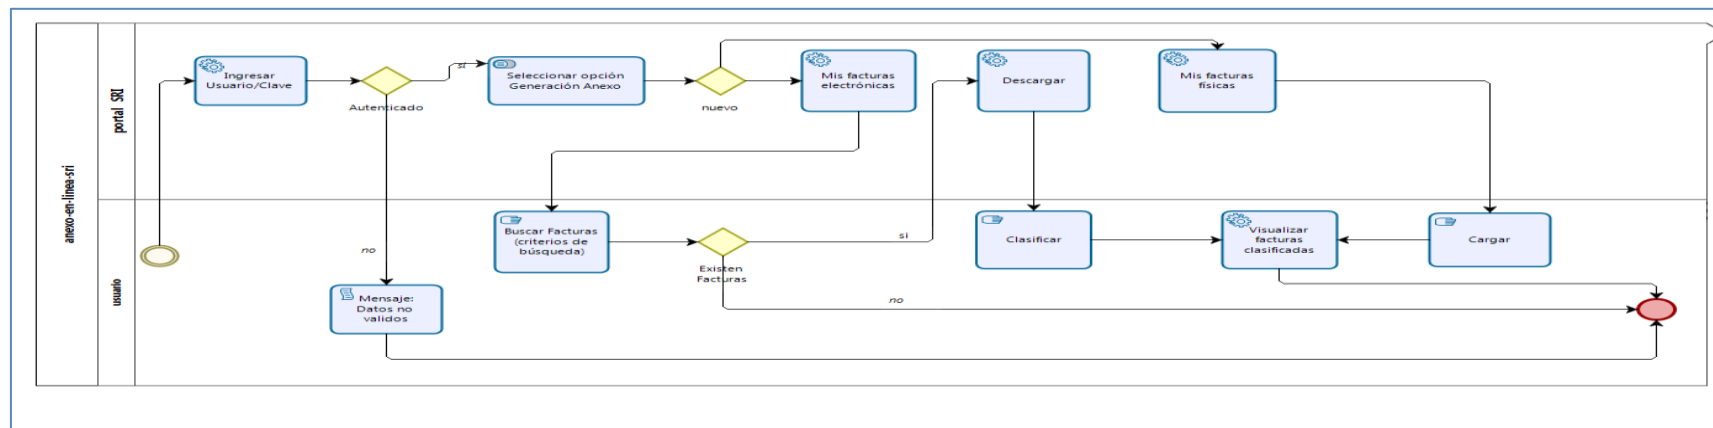 anexo-en-linea-sri
portal SRI
usuario
Ingresar
Usuario/Clave
Autenticado
si
Seleccionar opción
Generación Anexo
nuevo
Mis facturas
electrónicas
Descargar
Mis facturas
físicas
no
Mensaje:
Datos no
validos
Buscar Facturas
(criterios de
búsqueda)
Existen
Facturas
si
no
Clasificar
Visualizar
facturas
clasificadas
Cargar